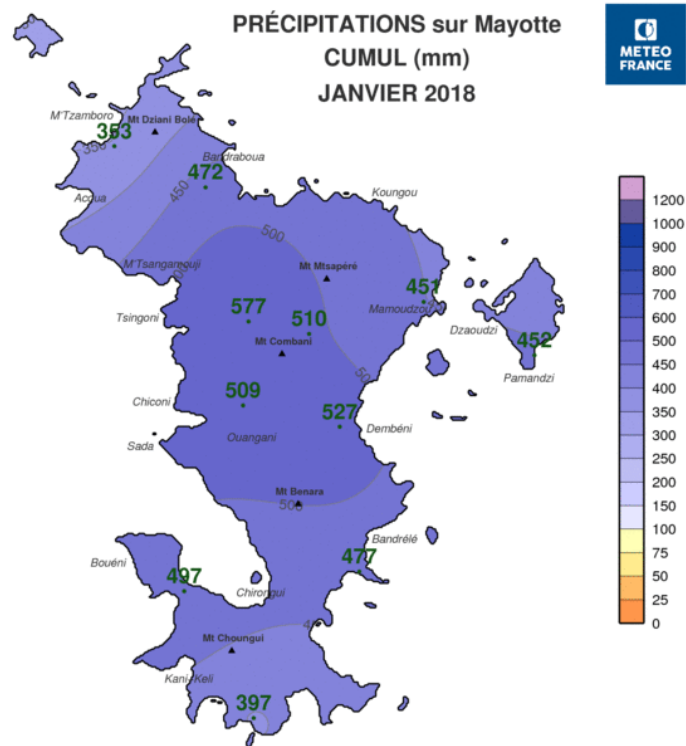 PRÉCIPITATIONS sur Mayotte
CUMUL (mm)
JANVIER 2018
METEO
FRANCE
M'Tzamboro
Mt Dziani Bolé
353
350
Bandraboua
472
450
Acoua
Koungou
500
M'Tsangamouji
Mt Mtsapéré
577
510
451
Mamoudzou
Tsingoni
Dzaoudzi
452
Mt Combani
Pamandzi
500
509
Chiconi
527
Dembéni
Ouangani
Sada
Mt Benara
500
Bandrélé
477
Bouéni
497
Chirongui
Mt Choungui
Kani-Keli
397
1200
1000
900
800
700
600
500
450
400
350
300
250
200
150
100
75
50
25
0